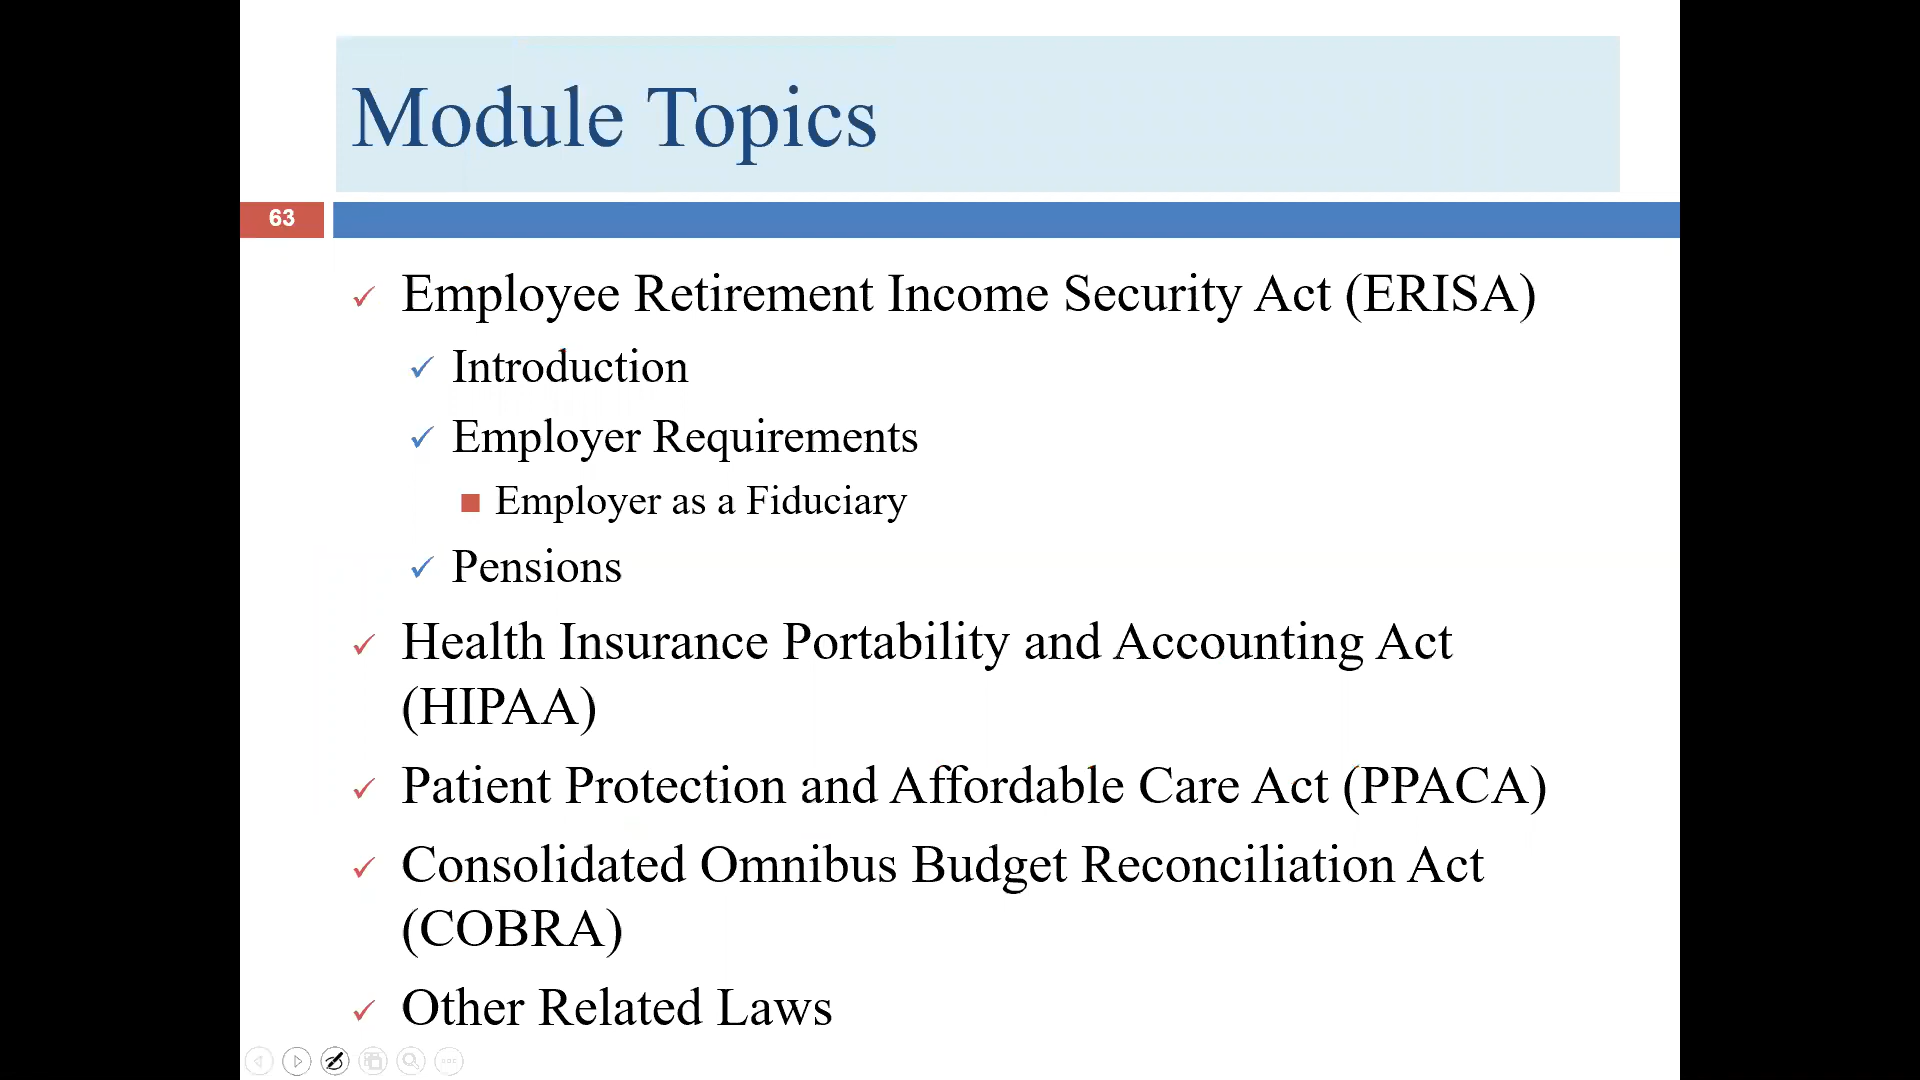 Module Topics
63
Employee Retirement Income Security Act (ERISA)
Introduction
Employer Requirements
Employer as a Fiduciary
Pensions
Health Insurance Portability and Accounting Act
(HIPAA)
Patient Protection and Affordable Care Act (PPACA)
Consolidated Omnibus Budget Reconciliation Act
(COBRA)
Other Related Laws